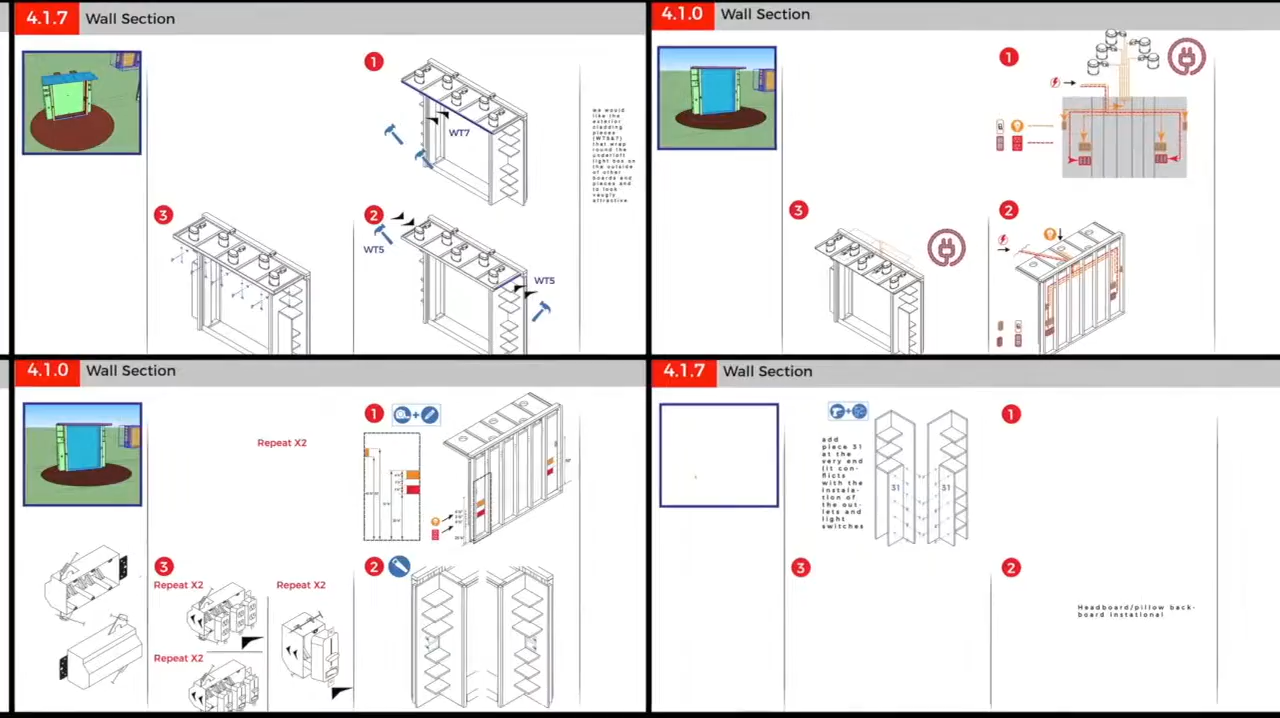 4.1.7 Wall Section
1
WT7
we would
like the
exterior
cladding
pieces
(WT5&7)
that wrap
round the
underloft
light box on
the outside
of other
boards and
pieces and
to look
veugly
attractive
3
2
WT5
WT5
4.1.0 Wall Section
1
3
2
4.1.0 Wall Section
Repeat X2
1
3
Repeat X2
Repeat X2
Repeat X2
2
4.1.7 Wall Section
add
piece 31
at the
very end
(it con-
flicts
with the
instala-
tion of
the out-
lets and
light
switches
31
31
1
3
2
Headboard/pillow back-
board instational